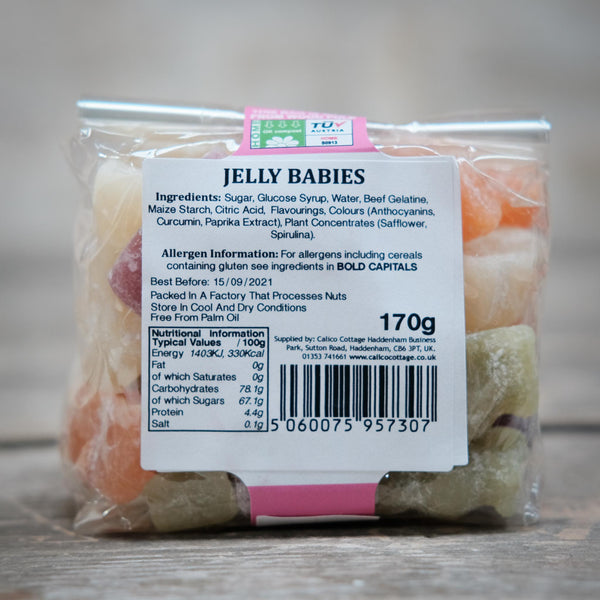 HOME
OK compost
TÜV
AUSTRIA
HOME
JELLY BABIES
Ingredients: Sugar, Glucose Syrup, Water, Beef Gelatine,
Maize Starch, Citric Acid, Flavourings, Colours (Anthocyanins,
Curcumin, Paprika Extract), Plant Concentrates (Safflower,
Spirulina).
Allergen Information: For allergens including cereals
containing gluten see ingredients in BOLD CAPITALS
Best Before: 15/09/2021
Packed In A Factory That Processes Nuts
Store In Cool And Dry Conditions
Free From Palm Oil
170g
Nutritional Information
Typical Values / 100g
Energy 1403KJ, 330Kcal
Fat 0g
of which Saturates 0g
Carbohydrates 78.1g
of which Sugars 67.1g
Protein 4.4g
Salt 0.1g
Supplied by: Calico Cottage Haddenham Business
Park, Sutton Road, Haddenham, CB6 3PT, UK.
01353 741661 www.calicocottage.co.uk
5 060075 957307